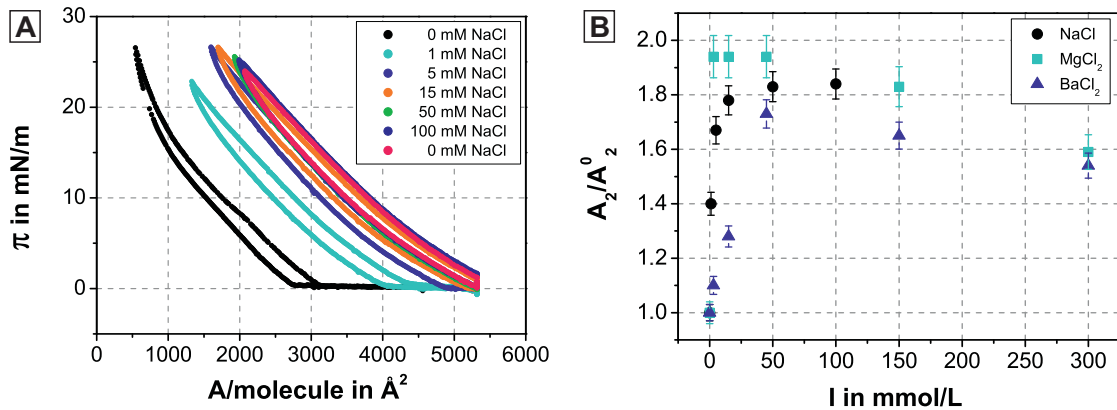 A
30
20
10
0
π in mN/m
0 1000 2000 3000 4000 5000 6000
A/molecule in Å²
0 mM NaCl
1 mM NaCl
5 mM NaCl
15 mM NaCl
50 mM NaCl
100 mM NaCl
0 mM NaCl
B
2.0
1.8
1.6
1.4
1.2
1.0
A₂/A⁰₂
0 50 100 150 200 250 300
I in mmol/L
NaCl
MgCl₂
BaCl₂